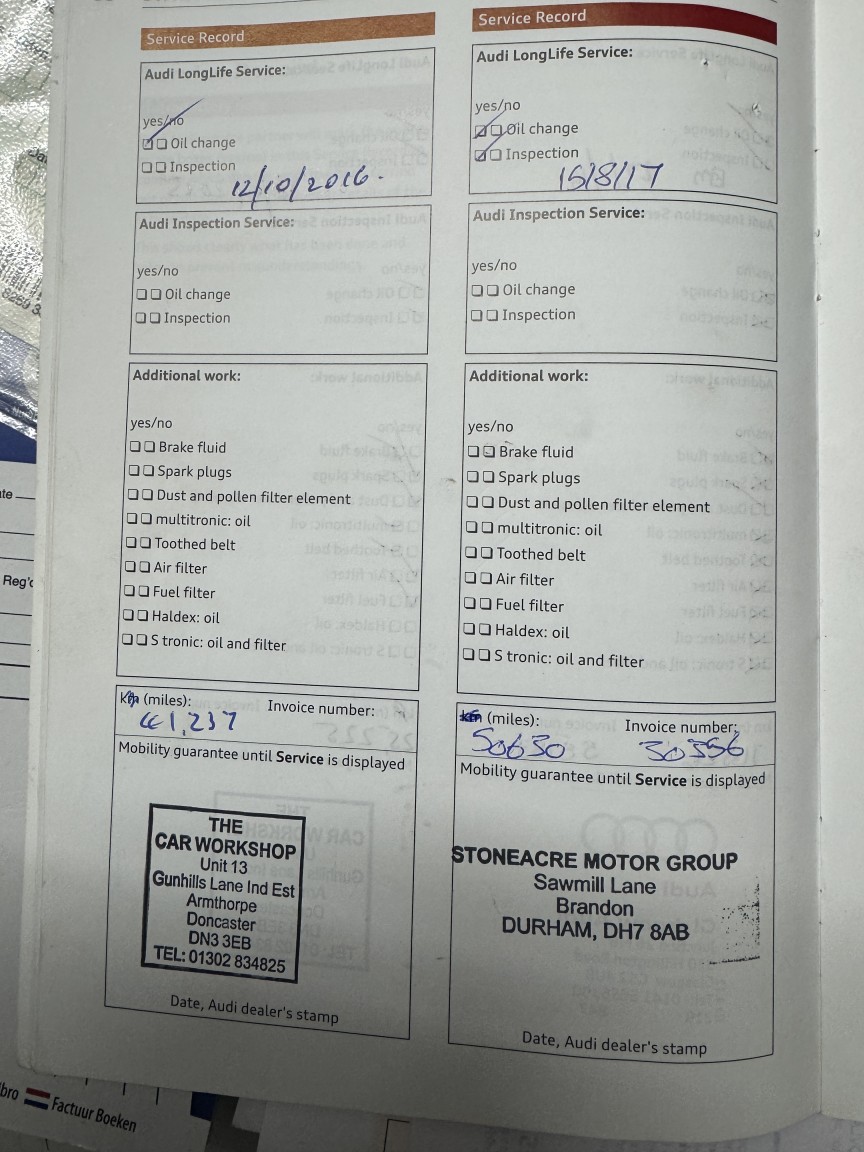 Service Record
Audi LongLife Service:
yes/no
Oil change
Inspection
12/10/2016.
Audi Inspection Service:
yes/no
Oil change
Inspection
Additional work:
yes/no
Brake fluid
Spark plugs
Dust and pollen filter element
multitronic: oil
Toothed belt
Air filter
Fuel filter
Haldex: oil
S tronic: oil and filter
km (miles): Invoice number:
41,237
Mobility guarantee until Service is displayed
THE
CAR WORKSHOP
Unit 13
Gunhills Lane Ind Est
Armthorpe
Doncaster
DN3 3EB
TEL: 01302 834825
Date, Audi dealer's stamp
Service Record
Audi LongLife Service:
yes/no
Oil change
Inspection
15/8/17
Audi Inspection Service:
yes/no
Oil change
Inspection
Additional work:
yes/no
Brake fluid
Spark plugs
Dust and pollen filter element
multitronic: oil
Toothed belt
Air filter
Fuel filter
Haldex: oil
S tronic: oil and filter
km (miles): Invoice number:
50630 30356
Mobility guarantee until Service is displayed
STONEACRE MOTOR GROUP
Sawmill Lane
Brandon
DURHAM, DH7 8AB
Date, Audi dealer's stamp
Reg'd
Factuur Boeken